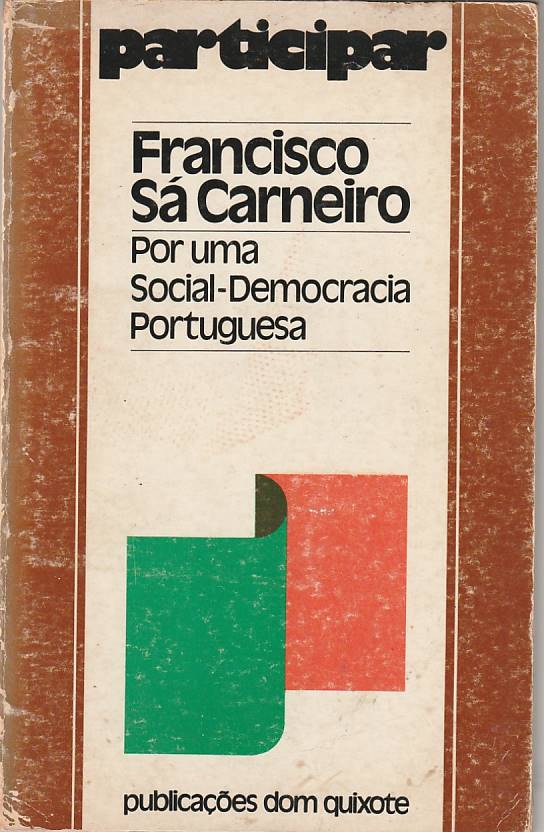 participar
Francisco
Sá Carneiro
Por uma
Social-Democracia
Portuguesa
publicações dom quixote